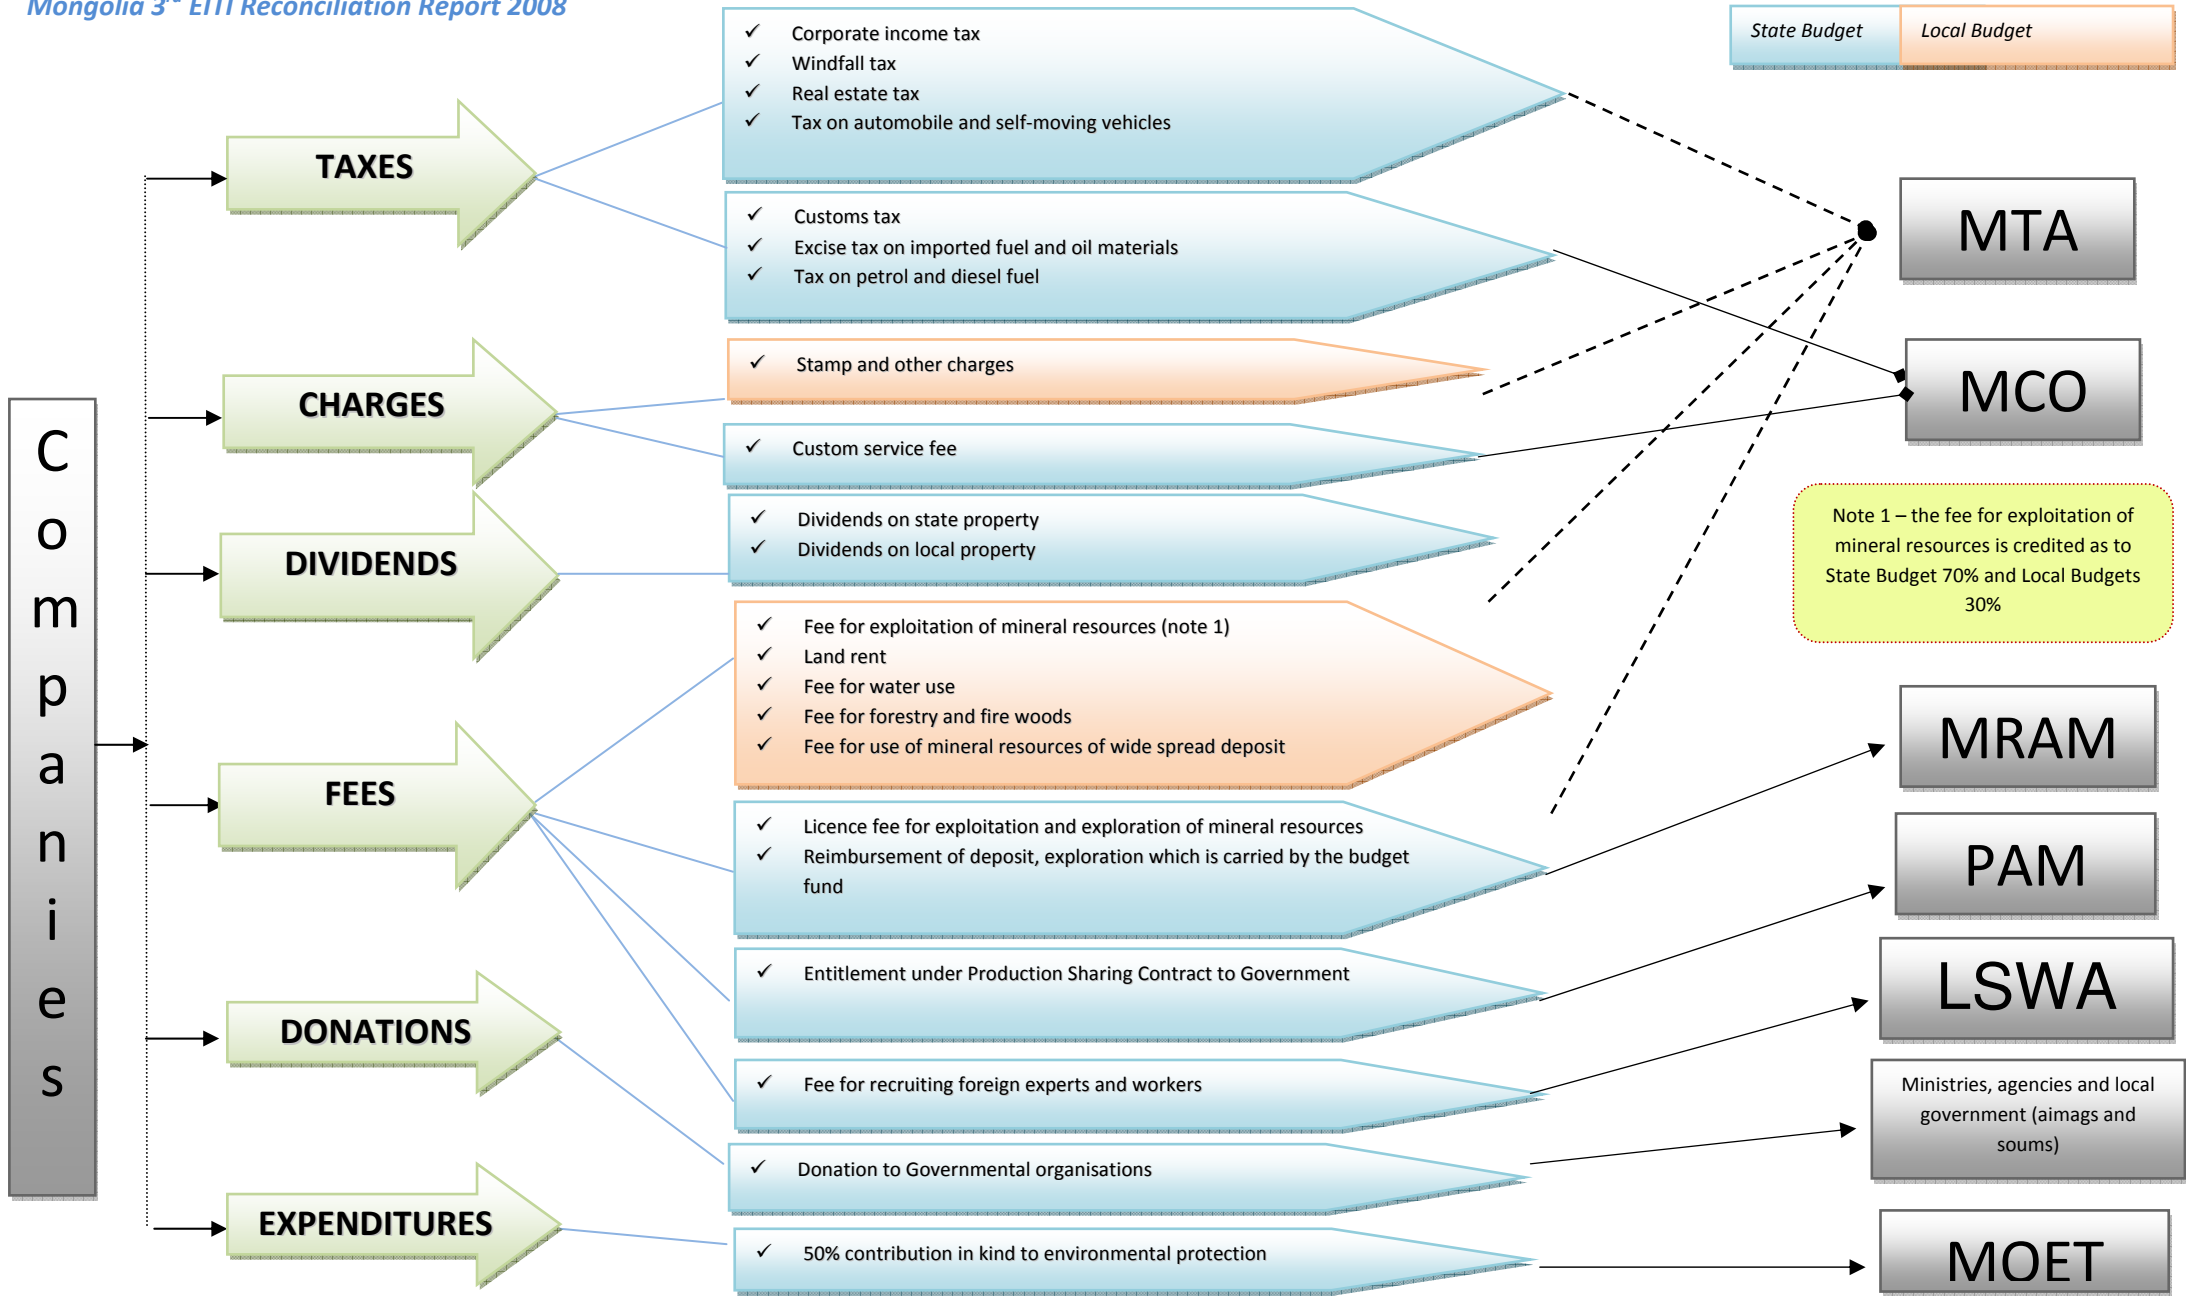 Mongolia 3rd EITI Reconciliation Report 2008
State Budget
Local Budget
Companies
TAXES
✓ Corporate income tax
✓ Windfall tax
✓ Real estate tax
✓ Tax on automobile and self-moving vehicles
✓ Customs tax
✓ Excise tax on imported fuel and oil materials
✓ Tax on petrol and diesel fuel
MTA
CHARGES
✓ Stamp and other charges
✓ Custom service fee
MCO
DIVIDENDS
✓ Dividends on state property
✓ Dividends on local property
Note 1 – the fee for exploitation of
mineral resources is credited as to
State Budget 70% and Local Budgets
30%
FEES
✓ Fee for exploitation of mineral resources (note 1)
✓ Land rent
✓ Fee for water use
✓ Fee for forestry and fire woods
✓ Fee for use of mineral resources of wide spread deposit
✓ Licence fee for exploitation and exploration of mineral resources
✓ Reimbursement of deposit, exploration which is carried by the budget
fund
MRAM
✓ Entitlement under Production Sharing Contract to Government
PAM
✓ Fee for recruiting foreign experts and workers
LSWA
DONATIONS
✓ Donation to Governmental organisations
Ministries, agencies and local
government (aimags and
soums)
EXPENDITURES
✓ 50% contribution in kind to environmental protection
MOET